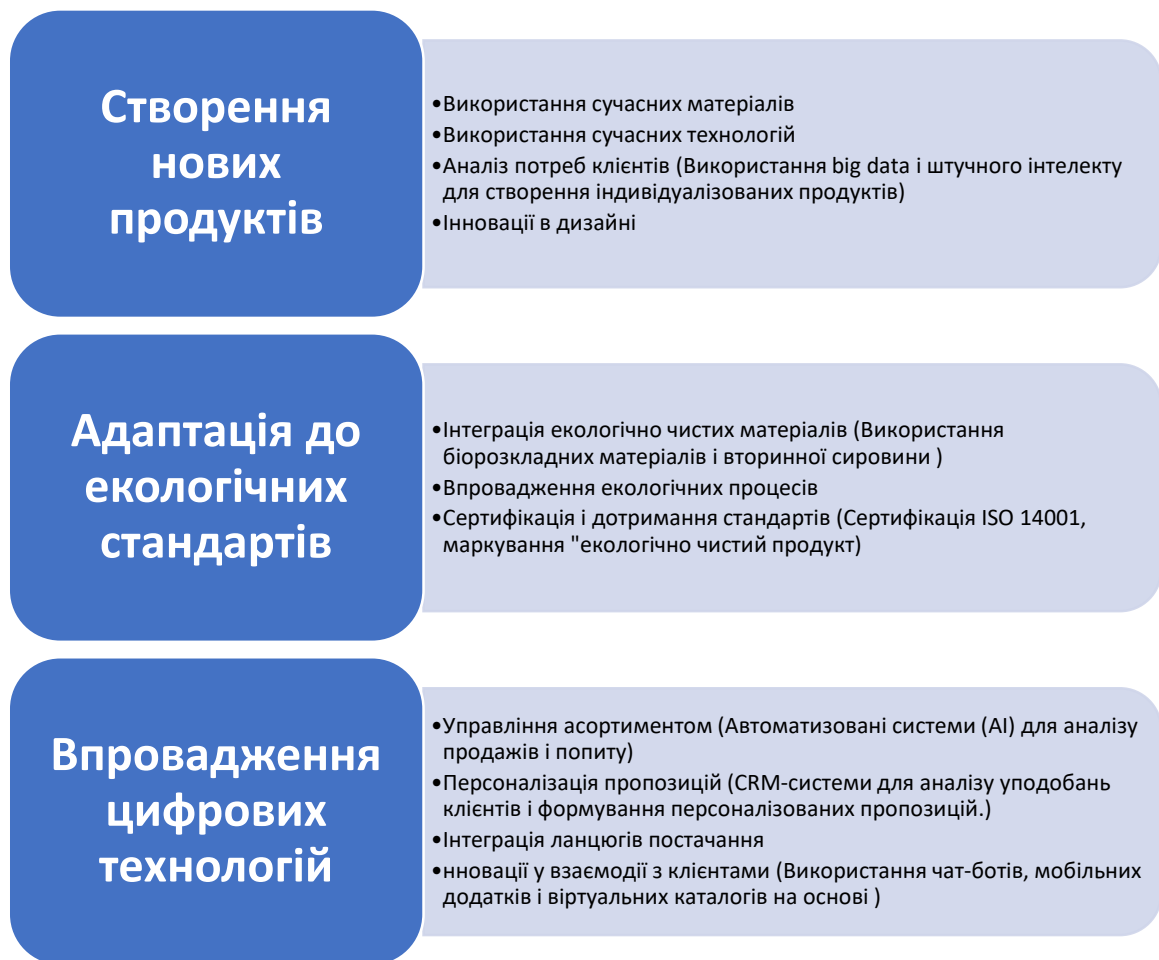 Створення
нових
продуктів
•Використання сучасних матеріалів
•Використання сучасних технологій
•Аналіз потреб клієнтів (Використання big data і штучного інтелекту
для створення індивідуалізованих продуктів)
•Інновації в дизайні
Адаптація до
екологічних
стандартів
•Інтеграція екологічно чистих матеріалів (Використання
біорозкладних матеріалів і вторинної сировини )
•Впровадження екологічних процесів
•Сертифікація і дотримання стандартів (Сертифікація ISO 14001,
маркування "екологічно чистий продукт)
Впровадження
цифрових
технологій
•Управління асортиментом (Автоматизовані системи (AI) для аналізу
продажів і попиту)
•Персоналізація пропозицій (CRM-системи для аналізу уподобань
клієнтів і формування персоналізованих пропозицій.)
•Інтеграція ланцюгів постачання
•нновації у взаємодії з клієнтами (Використання чат-ботів, мобільних
додатків і віртуальних каталогів на основі )